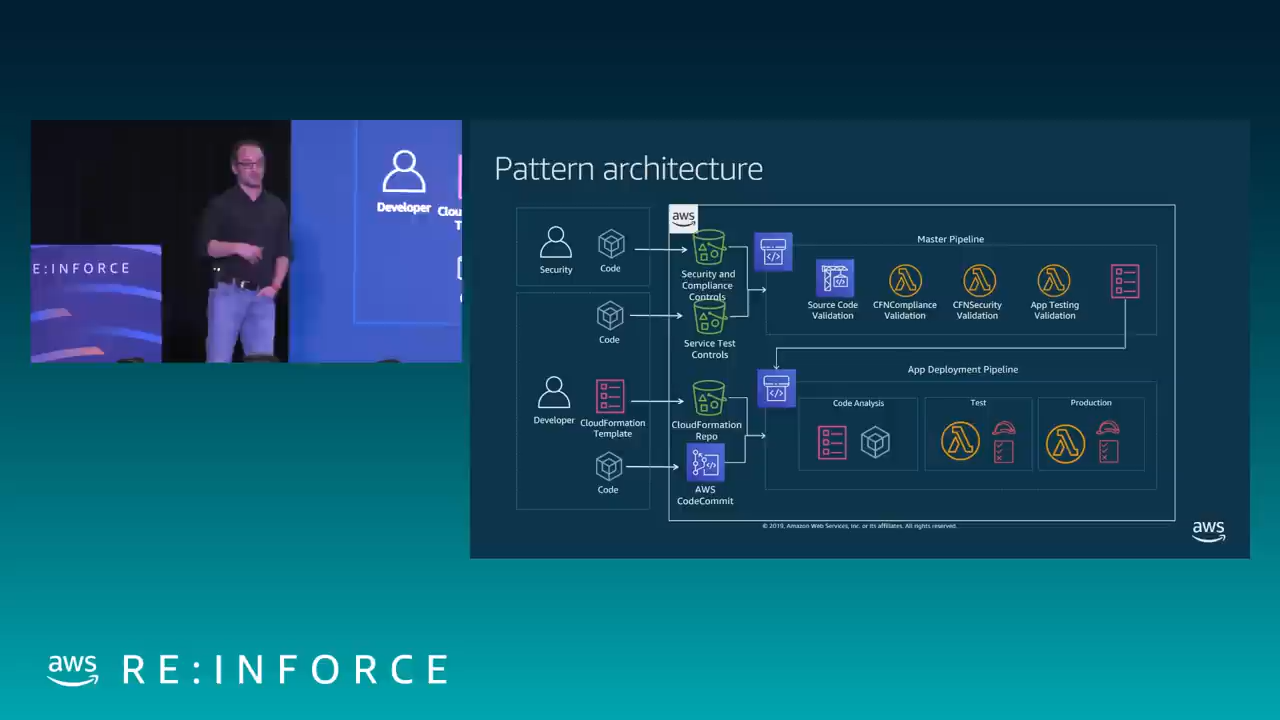 Pattern architecture
aws
Security
Code
Security and
Compliance
Controls
Code
Service Test
Controls
Developer
CloudFormation
Template
CloudFormation
Repo
Code
AWS
CodeCommit
Master Pipeline
Source Code
Validation
CFNCompliance
Validation
CFNSecurity
Validation
App Testing
Validation
App Deployment Pipeline
Code Analysis
Test
Production
© 2019, Amazon Web Services, Inc. or its affiliates. All rights reserved.
aws
Developer
Clou
T
E:INFORCE
aws RE:INFORCE